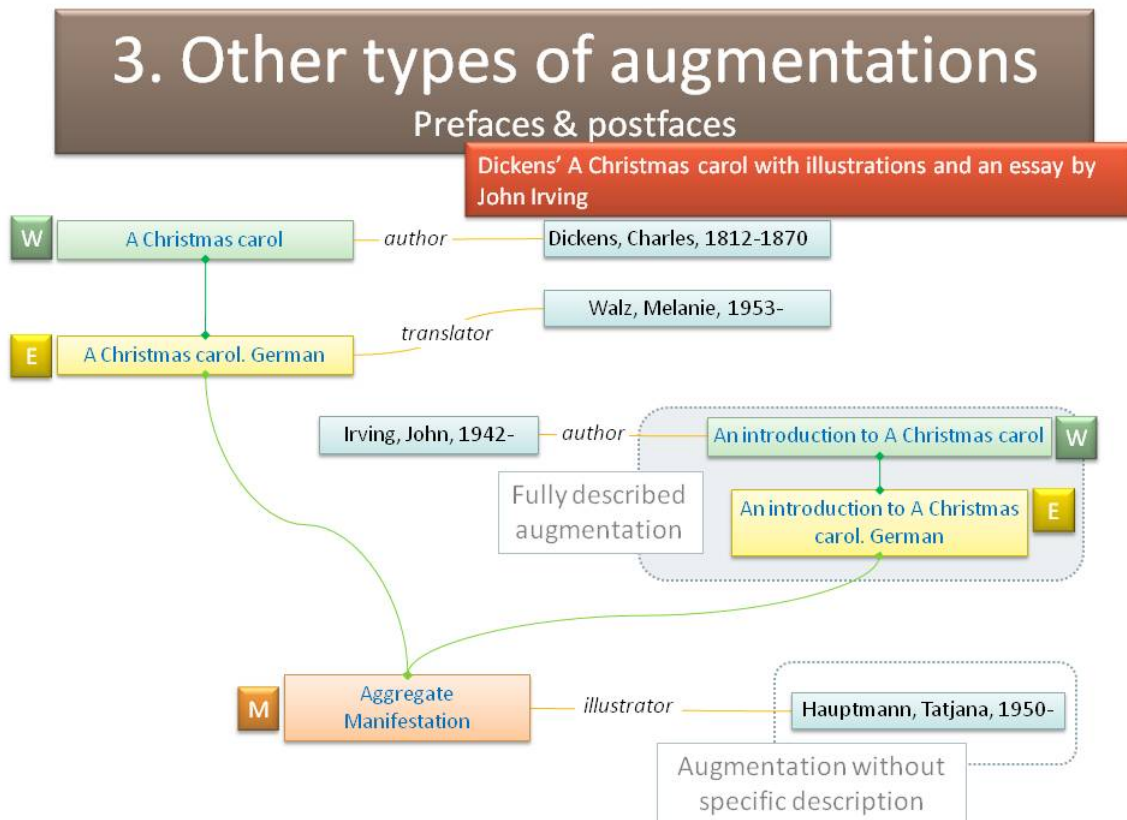 3. Other types of augmentations
Prefaces & postfaces
Dickens' A Christmas carol with illustrations and an essay by
John Irving
W
A Christmas carol
author
Dickens, Charles, 1812-1870
Walz, Melanie, 1953-
translator
E
A Christmas carol. German
Irving, John, 1942-
author
An introduction to A Christmas carol
W
Fully described
augmentation
An introduction to A Christmas
carol. German
E
M
Aggregate
Manifestation
illustrator
Hauptmann, Tatjana, 1950-
Augmentation without
specific description